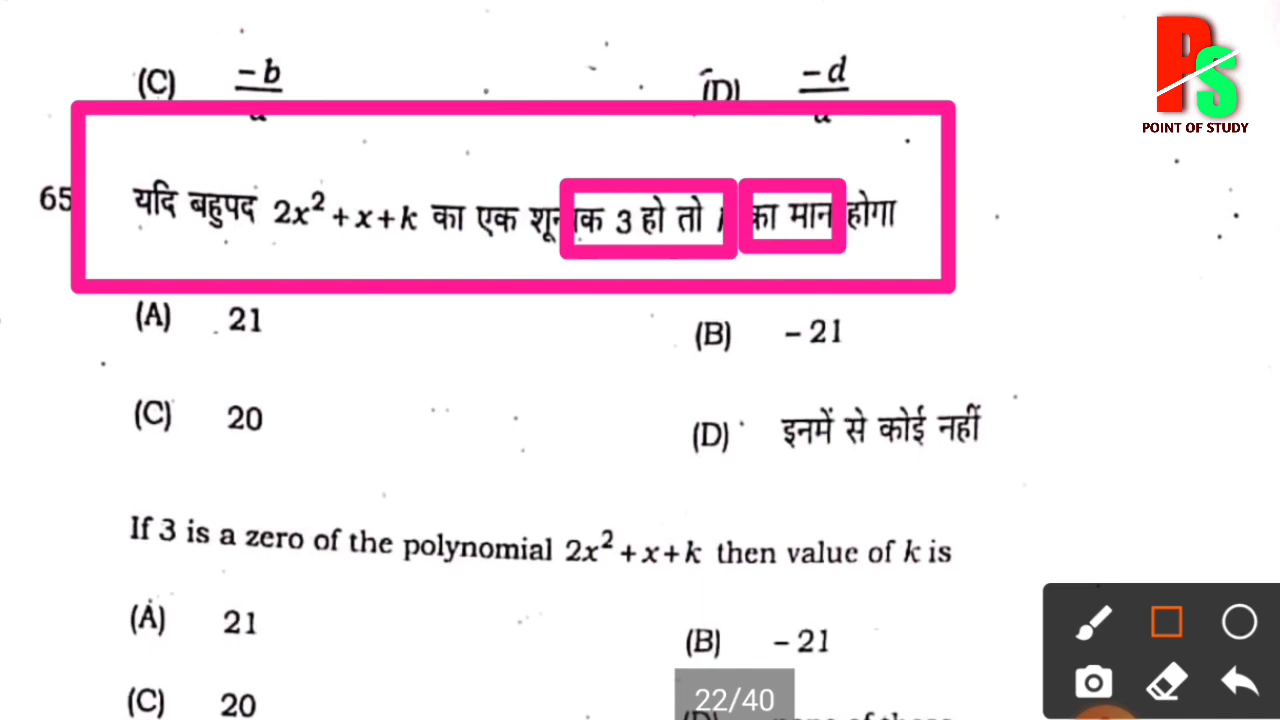 (C) -b
(D) -d
PS
POINT OF STUDY
65
यदि बहुपद 2x² + x + k का एक 3 हो तो का मान होगा
(A) 21
(B) - 21
(C) 20
(D) इनमें से कोई नहीं
If 3 is a zero of the polynomial 2x² + x + k then value of k is
(A) 21
(B) - 21
(C) 20
22/40